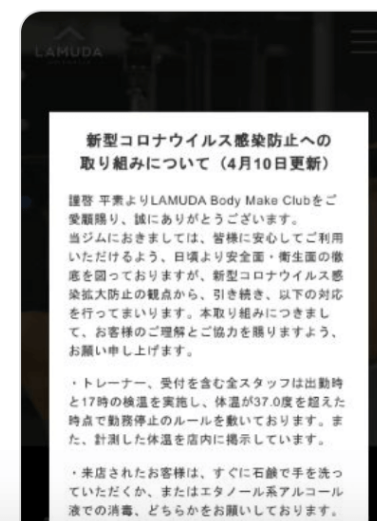 LAMUDA
新型コロナウイルス感染防止への
取り組みについて（4月10日更新）
謹啓 平素よりLAMUDA Body Make Clubをご
愛顧賜り、誠にありがとうございます。
当ジムにおきましては、皆様に安心してご利用
いただけるよう、日頃より安全面・衛生面の徹
底を図っておりますが、新型コロナウイルス感
染拡大防止の観点から、引き続き、以下の対応
を行ってまいります。本取り組みにつきまし
て、お客様のご理解とご協力を賜りますよう、
お願い申し上げます。
・トレーナー、受付を含む全スタッフは出勤時
と17時の検温を実施し、体温が37.0度を超えた
時点で勤務停止のルールを敷いております。ま
た、計測した体温を店内に掲示しています。
・来店されたお客様は、すぐに石鹸で手を洗っ
ていただくか、またはエタノール系アルコール
液での消毒、どちらかをお願いしております。